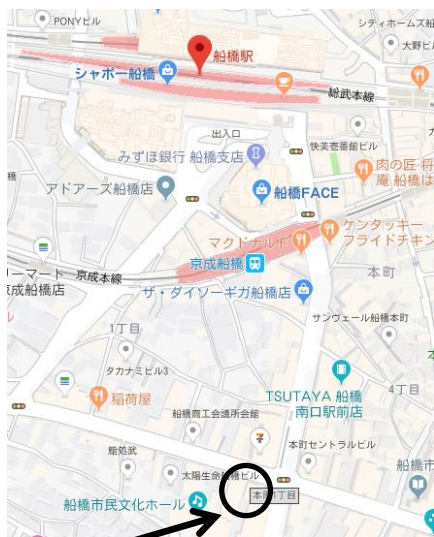 PONYビル
シティホームズ船
大野ビル
船橋駅
シャポー船橋
総武本線
出入口
快美壱番館ビル
みずほ銀行 船橋支店
肉の匠 将
庵 船橋は
橋
アドアーズ船橋店
船橋FACE
マクドナルド
ケンタッキー
フライドチキン
京成船橋
本町
リーマート
京成船橋店
京成本線
ザ・ダイソーギガ船橋店
サンヴェール船橋本町
1丁目
タカナミビル3
TSUTAYA 船橋
南口駅前店
4丁目
稲荷屋
船橋商工会議所会館
本町セントラルビル
鮨処武
太陽生命船橋ビル
船橋市
本町1丁目
船橋市民文化ホール